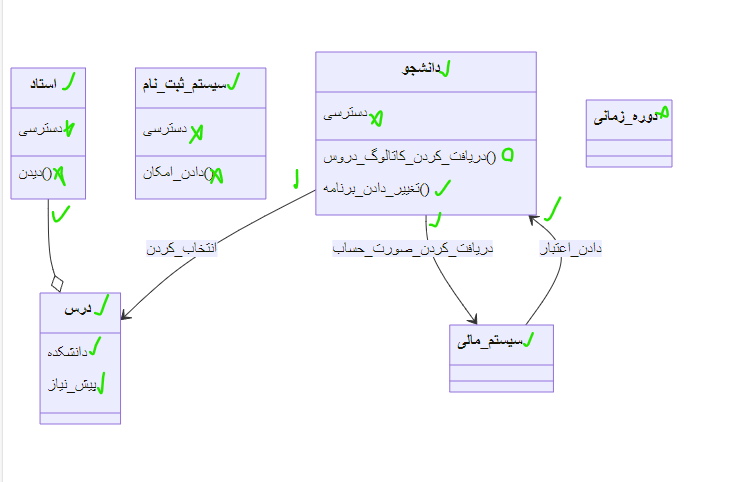 استاد
دسترسی
دیدن()
سیستم_ثبت_نام
دسترسی
دادن_امکان()
دانشجو
دسترسی
دریافت_کردن_کاتالوگ_دروس()
تغییر_دادن_برنامه()
دوره_زمانی
انتخاب_کردن
دریافت_کردن_صورت_حساب
دادن_اعتبار
درس
دانشکده
پیش_نیاز
سیستم_مالی